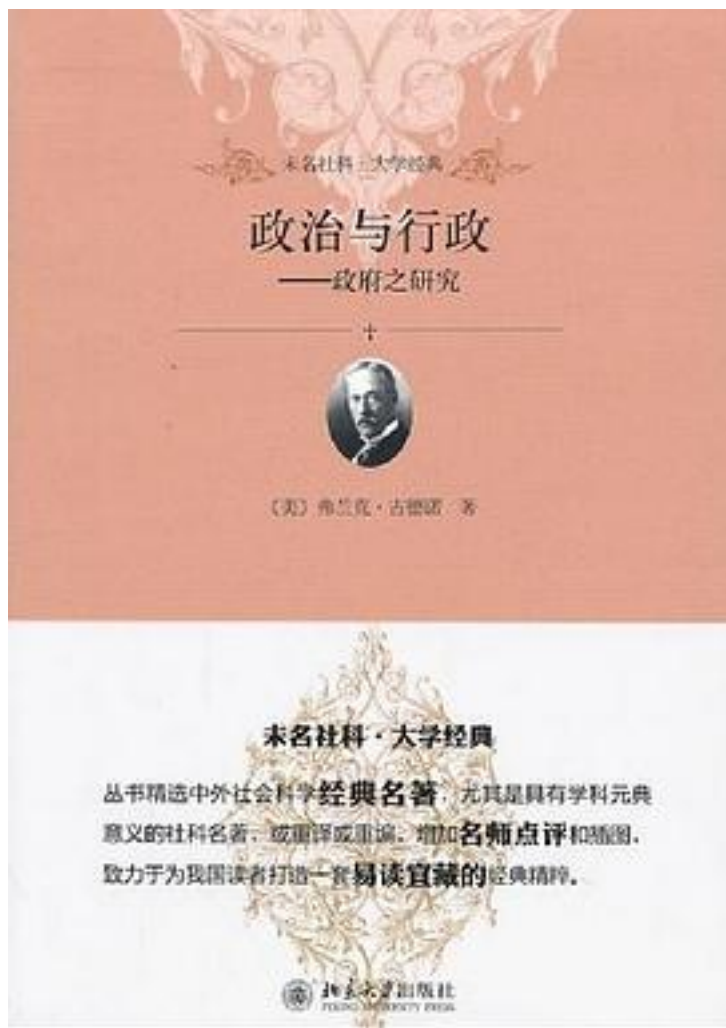 未名社科·大学经典
政治与行政
——政府之研究
〔美〕弗兰克·古德诺 著
未名社科·大学经典
丛书精选中外社会科学经典名著，尤其是具有学科元典
意义的社科名著，或重译或重编，增加名师点评和插图，
致力于为我国读者打造一套易读宜藏的经典精粹。
北京大学出版社
PEKING UNIVERSITY PRESS